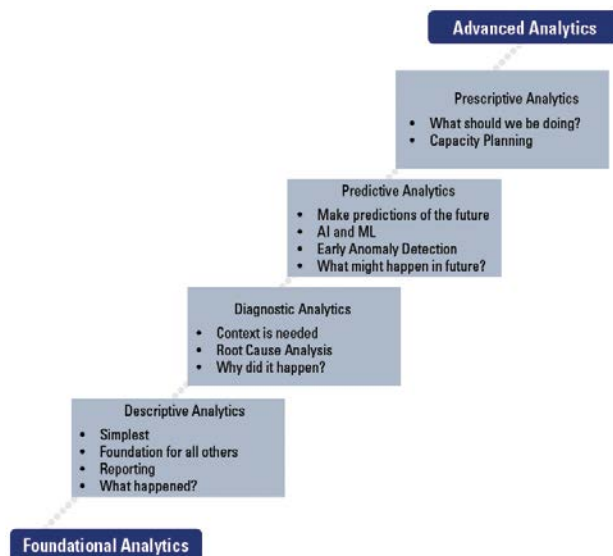 Advanced Analytics
Prescriptive Analytics
• What should we be doing?
• Capacity Planning
Predictive Analytics
• Make predictions of the future
• AI and ML
• Early Anomaly Detection
• What might happen in future?
Diagnostic Analytics
• Context is needed
• Root Cause Analysis
• Why did it happen?
Descriptive Analytics
• Simplest
• Foundation for all others
• Reporting
• What happened?
Foundational Analytics